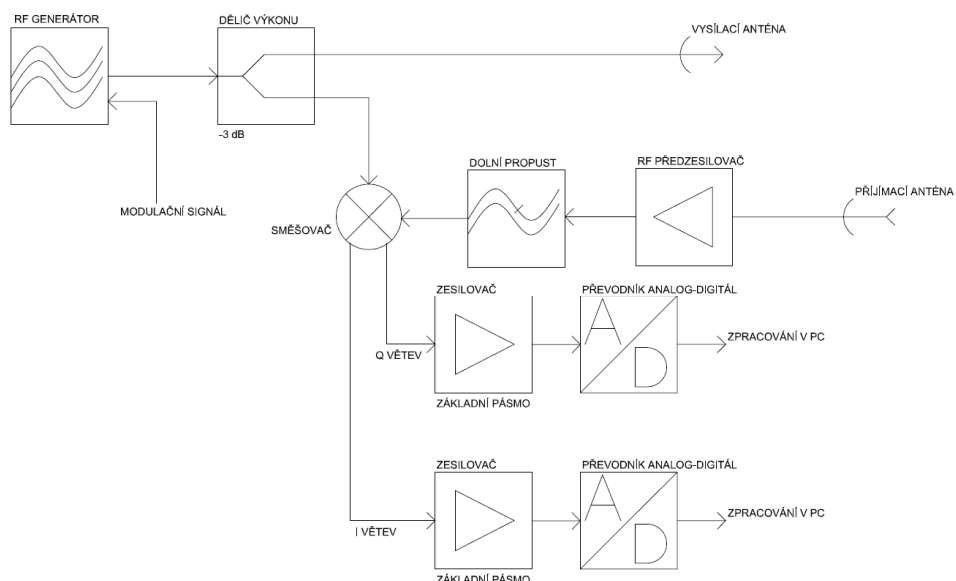 RF GENERÁTOR
DĚLIČ VÝKONU
VYSÍLACÍ ANTÉNA
-3 dB
DOLNÍ PROPUST
RF PŘEDZESILOVAČ
PŘÍJÍMACÍ ANTÉNA
MODULAČNÍ SIGNÁL
SMĚŠOVAČ
ZESILOVAČ
PŘEVODNÍK ANALOG-DIGITÁL
A
D
ZPRACOVÁNÍ V PC
Q VĚTEV
ZÁKLADNÍ PÁSMO
ZESILOVAČ
PŘEVODNÍK ANALOG-DIGITÁL
A
D
ZPRACOVÁNÍ V PC
I VĚTEV
ZÁKLADNÍ PÁSMO